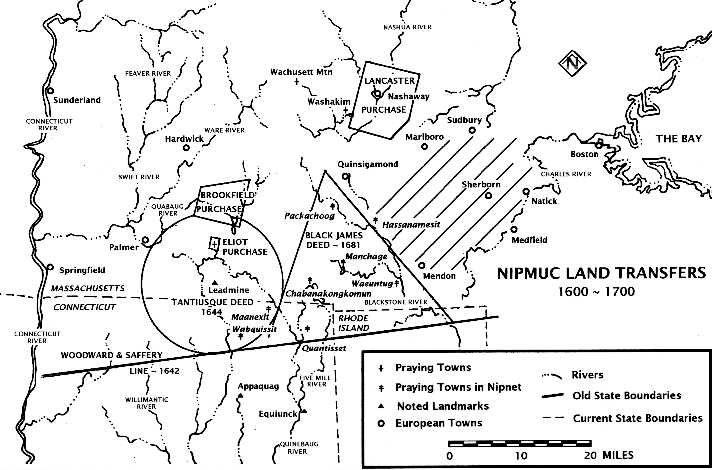 NASHUA RIVER
N
FEAVER RIVER
Wachusett Mtn
LANCASTER
Nashaway
PURCHASE
Washakim
Sunderland
CONNECTICUT
RIVER
WARE RIVER
Hardwick
Sudbury
Marlboro
THE BAY
Boston
CHARLES RIVER
Quinsigamond
SWIFT RIVER
Sherborn
Natick
BROOKFIELD
PURCHASE
QUABAUG
RIVER
Packachoog
Hassanamesit
Medfield
Palmer
ELIOT
PURCHASE
BLACK JAMES
DEED – 1681
Manchage
Springfield
Mendon
NIPMUC LAND TRANSFERS
1600 ~ 1700
Leadmine
Waeuntug
MASSACHUSETTS
CONNECTICUT
TANTIUSQUE DEED
1644
Chabanakongkomun
BLACKSTONE RIVER
Maanexit
Wabquissit
RHODE
ISLAND
CONNECTICUT
RIVER
Quantisset
WOODWARD & SAFFERY
LINE – 1642
FIVE MILL
RIVER
Appaquag
WILLIMANTIC
RIVER
Equiunck
QUINEBAUG
RIVER
Praying Towns
Praying Towns in Nipnet
Noted Landmarks
European Towns
Rivers
Old State Boundaries
Current State Boundaries
0 10 20 MILES